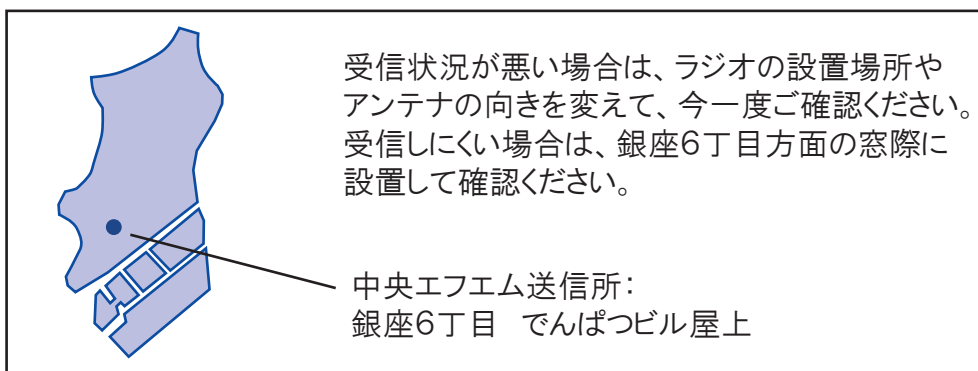 受信状況が悪い場合は、ラジオの設置場所や
アンテナの向きを変えて、今一度ご確認ください。
受信しにくい場合は、銀座6丁目方面の窓際に
設置して確認ください。
中央エフエム送信所：
銀座6丁目　でんぱつビル屋上